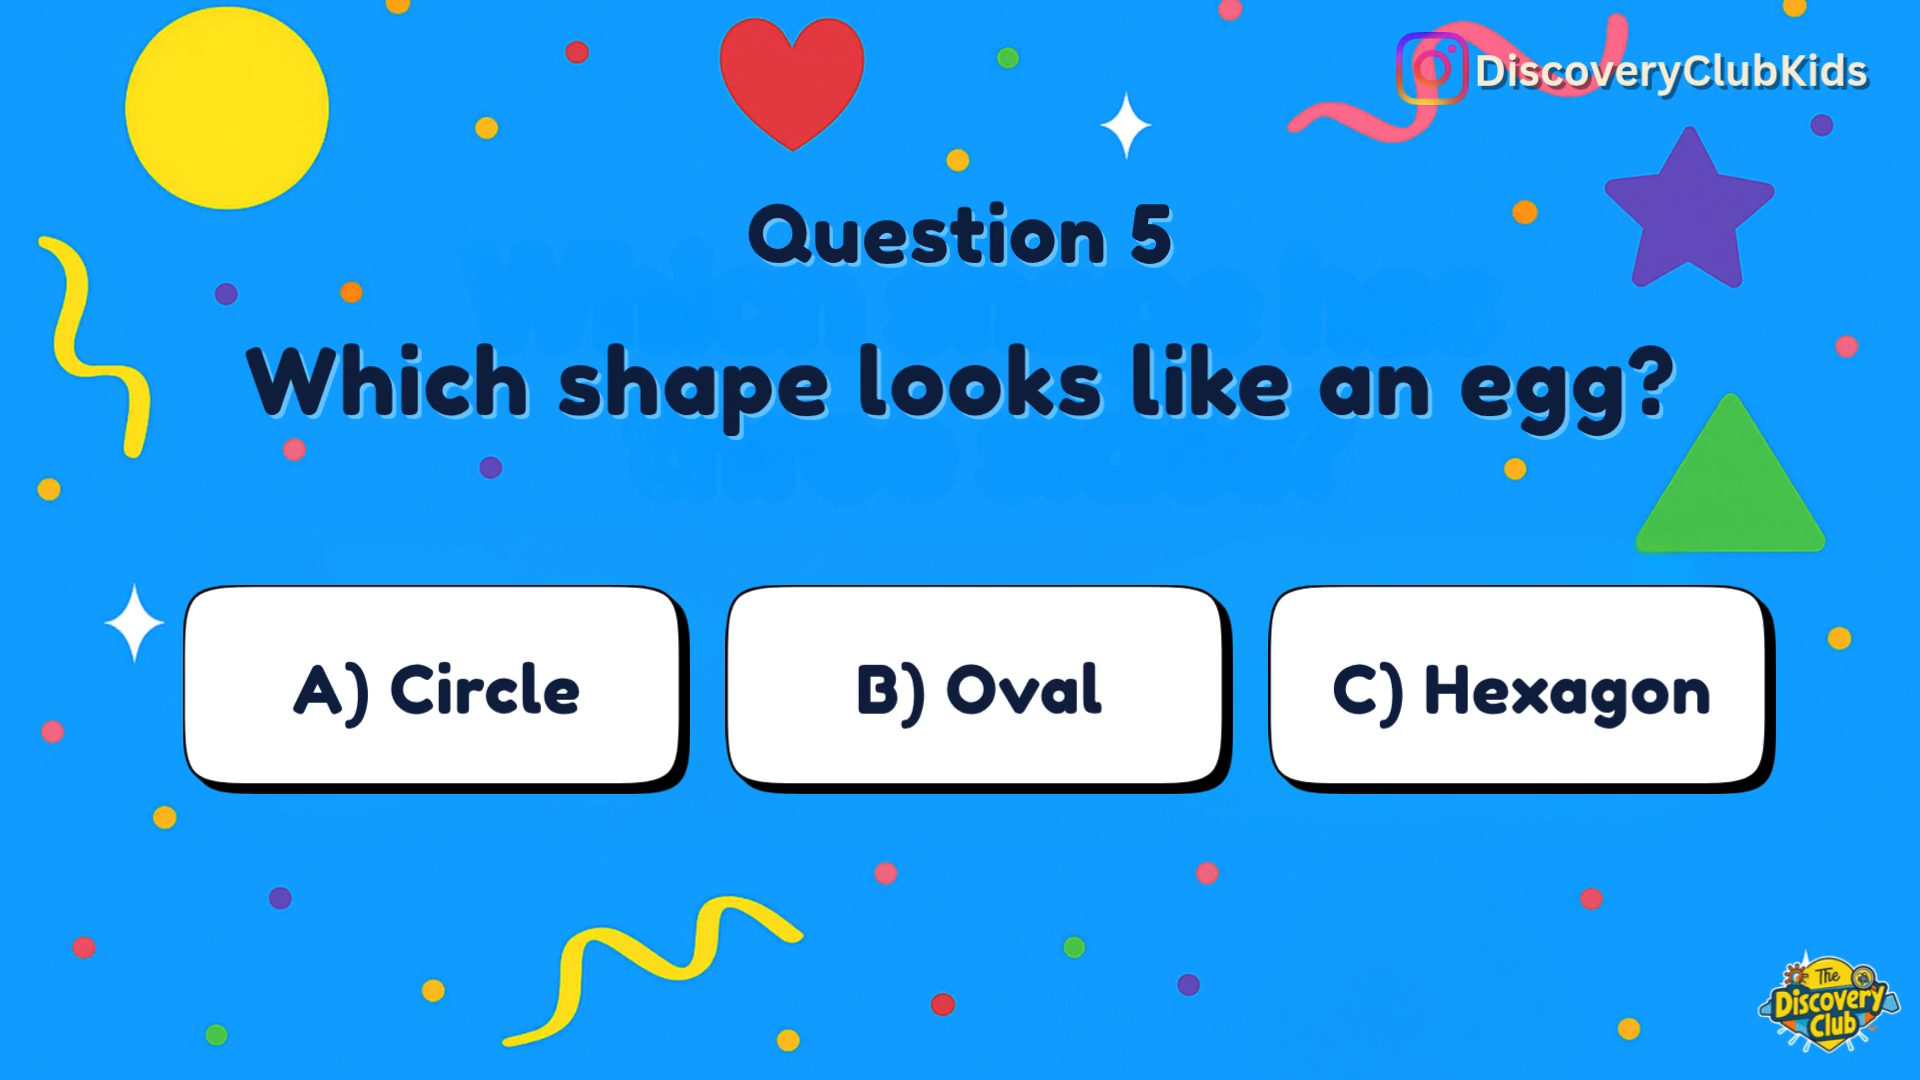 DiscoveryClubKids
Question 5
Which shape looks like an egg?
A) Circle
B) Oval
C) Hexagon
The
Discovery
Club